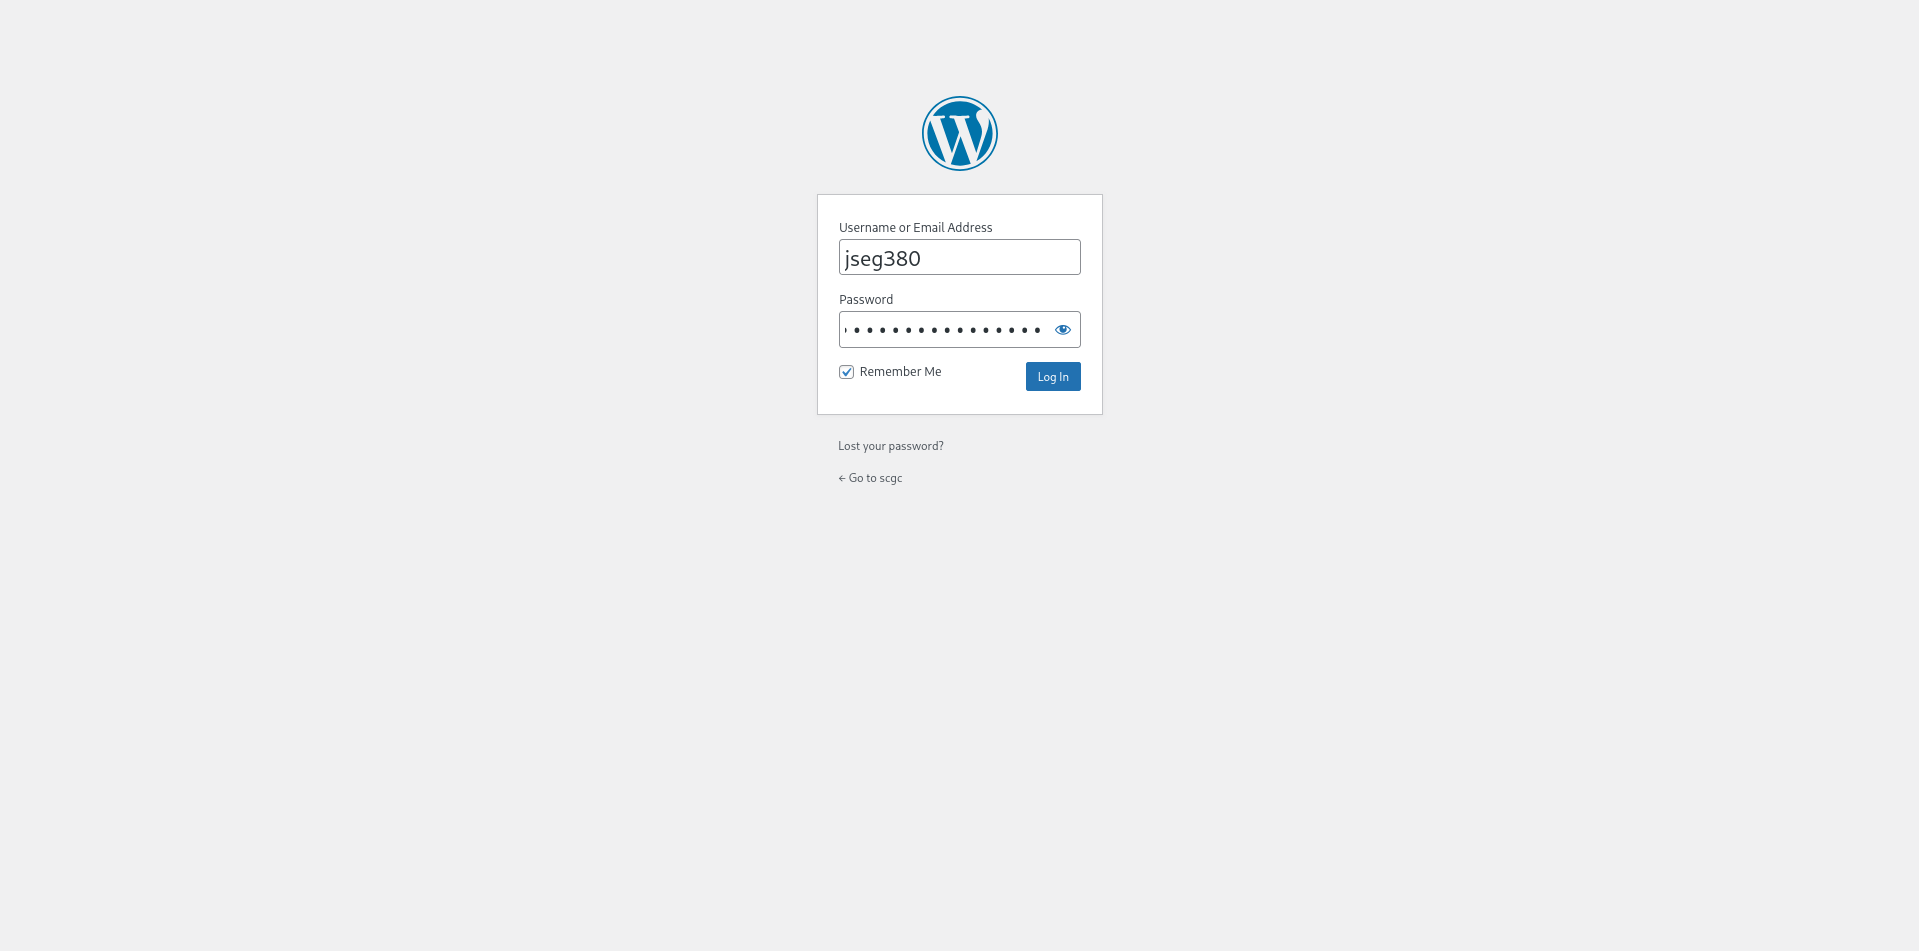 Username or Email Address
jseg380
Password
Remember Me
Log In
Lost your password?
← Go to scgc